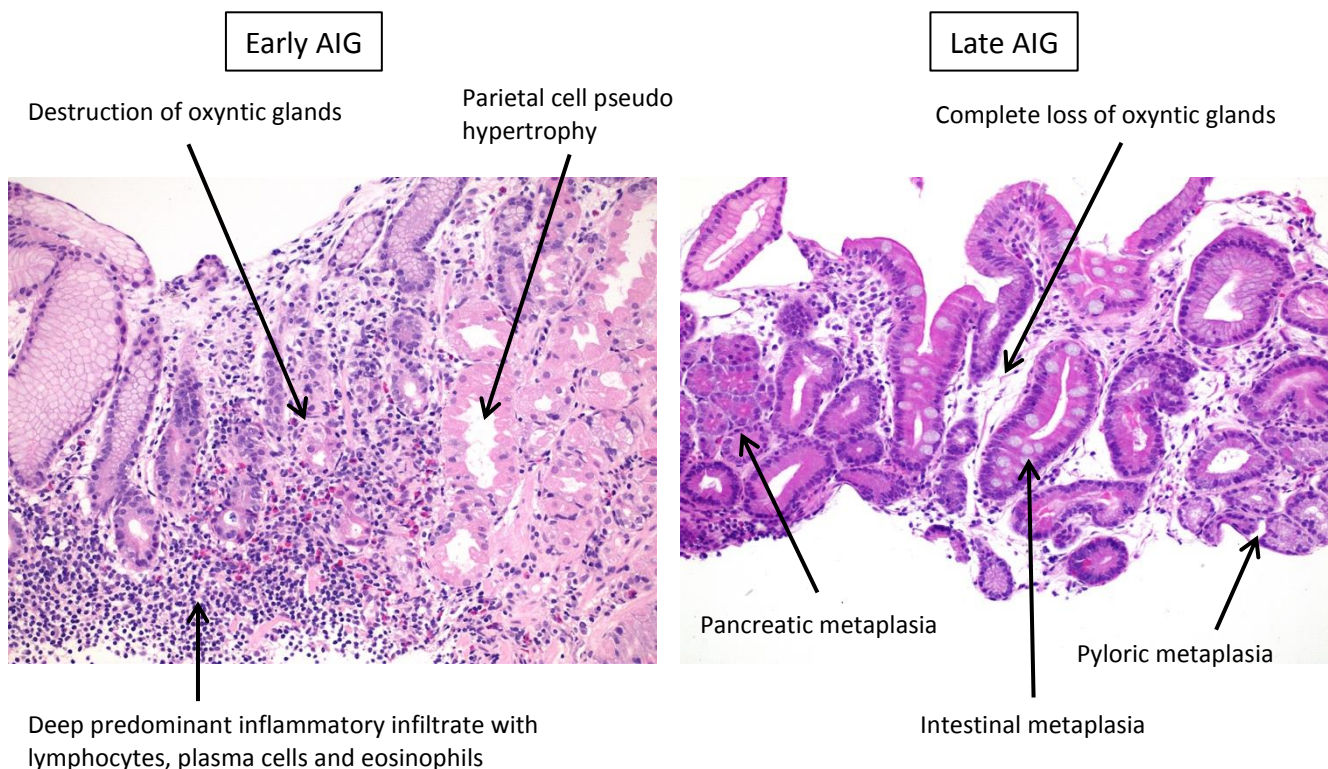 Early AIG
Late AIG
Destruction of oxyntic glands
Parietal cell pseudo
hypertrophy
Complete loss of oxyntic glands
Pancreatic metaplasia
Pyloric metaplasia
Deep predominant inflammatory infiltrate with
lymphocytes, plasma cells and eosinophils
Intestinal metaplasia